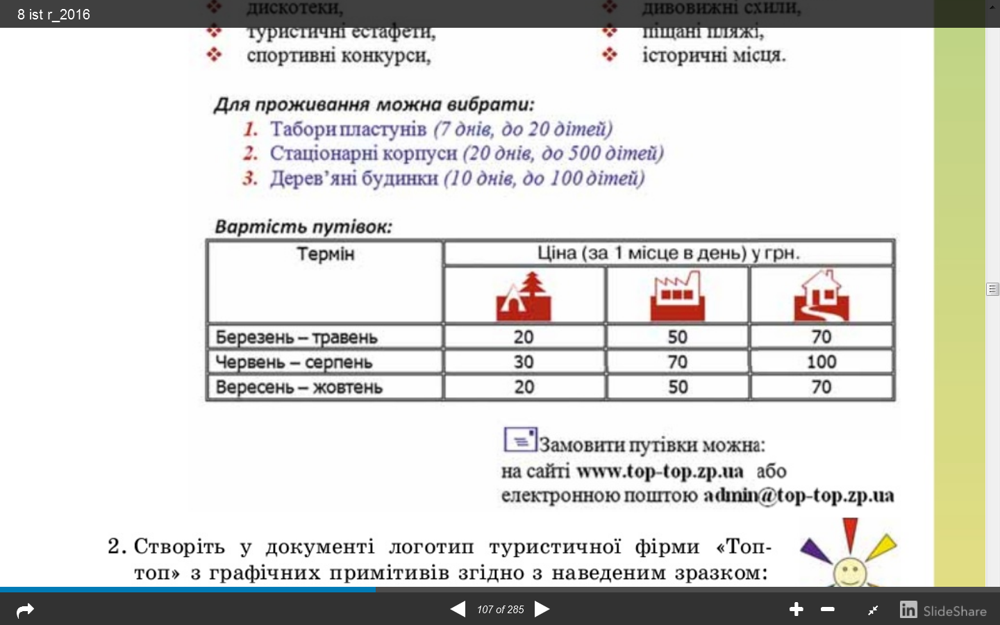 8 ist r_2016
дискотеки,
туристичні естафети,
спортивні конкурси,
дивовижні схили,
піщані пляжі,
історичні місця.
Для проживання можна вибрати:
1. Табори пластунів (7 днів, до 20 дітей)
2. Стаціонарні корпуси (20 днів, до 500 дітей)
3. Дерев’яні будинки (10 днів, до 100 дітей)
Вартість путівок:
Термін
Ціна (за 1 місце в день) у грн.
Березень – травень 20 50 70
Червень – серпень 30 70 100
Вересень – жовтень 20 50 70
Замовити путівки можна:
на сайті www.top-top.zp.ua або
електронною поштою admin@top-top.zp.ua
2. Створіть у документі логотип туристичної фірми «Топ-
топ» з графічних примітивів згідно з наведеним зразком:
107 of 285
in SlideShare